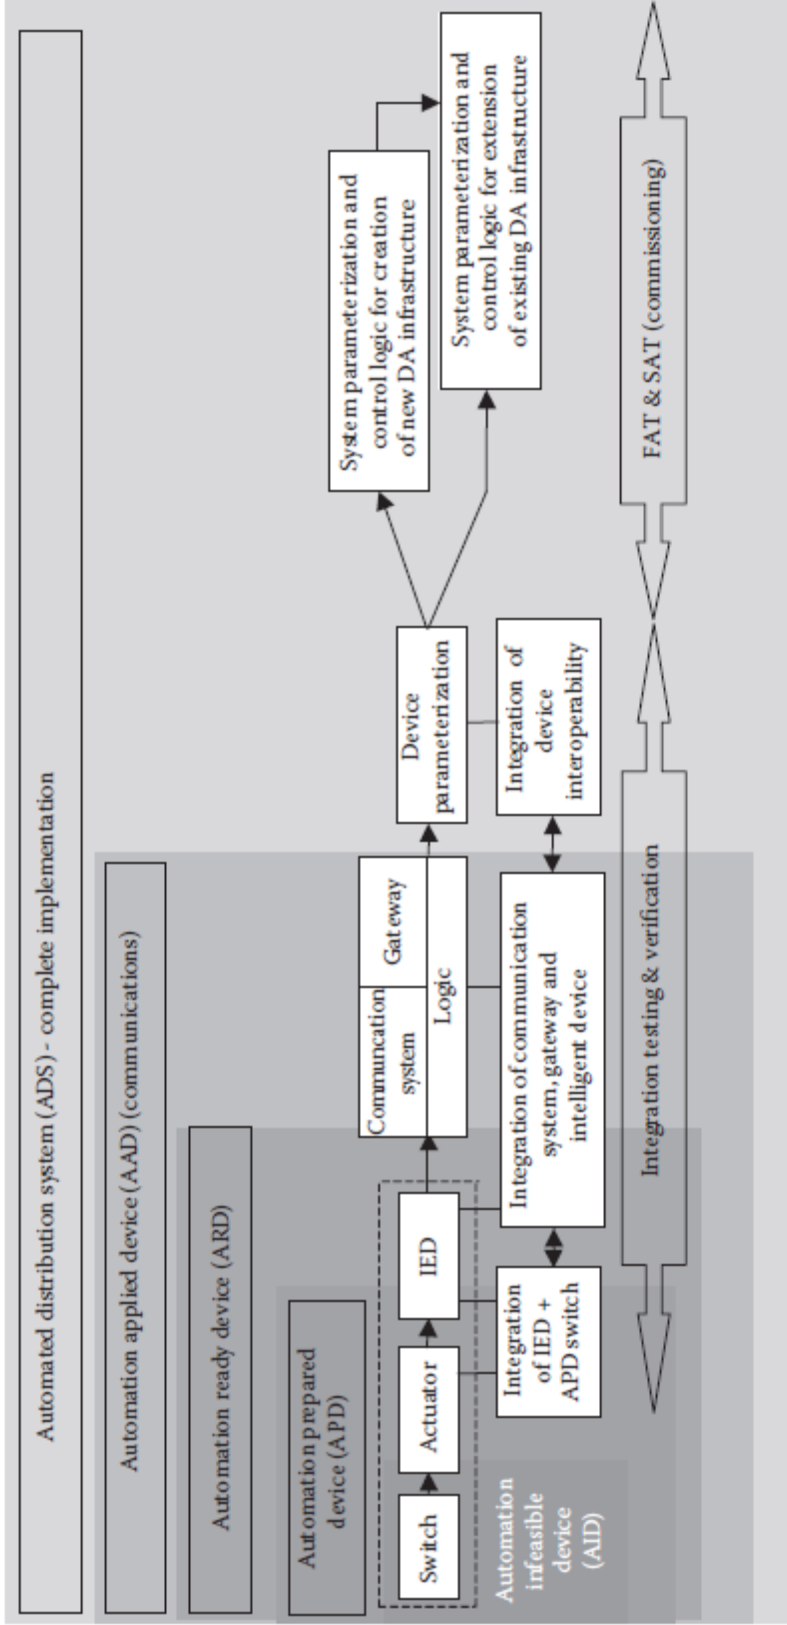 Automated distribution system (ADS) - complete implementation
Automation applied device (AAD) (communications)
Automation ready device (ARD)
Automation prepared
device (APD)
Switch
Actuator
IED
Communcation
system
Gateway
Logic
Device
parameterization
System parameterization and
control logic for creation
of new DA infrastructure
System parameterization and
control logic for extension
of existing DA infrastructure
Automation
infeasible
device
(AID)
Integration
of IED +
APD switch
Integration of communication
system, gateway and
intelligent device
Integration of
device
interoperability
Integration testing & verification
FAT & SAT (commissioning)